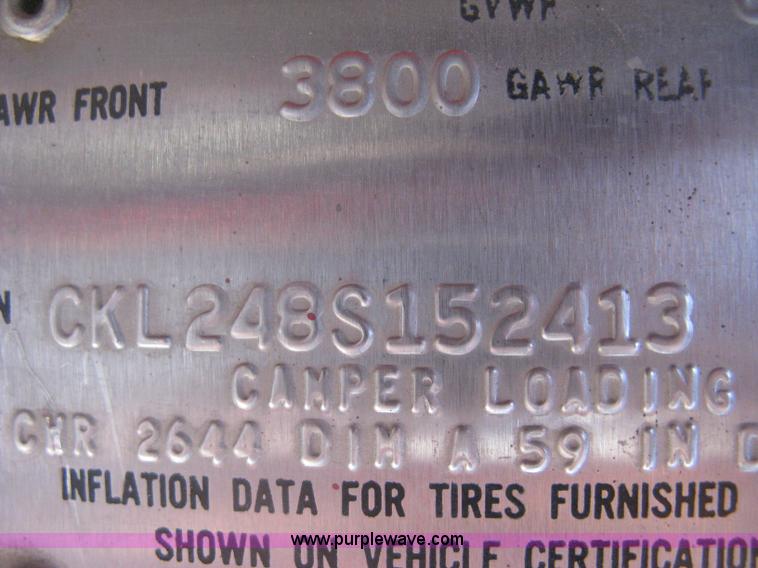 GVWR
AWR FRONT 3800 GAWR REAR
N CKL248S152413
CAMPER LOADING
CWR 2644 DIM A 59 IN D
INFLATION DATA FOR TIRES FURNISHED
www.purplewave.com
SHOWN ON VEHICLE CERTIFICATION